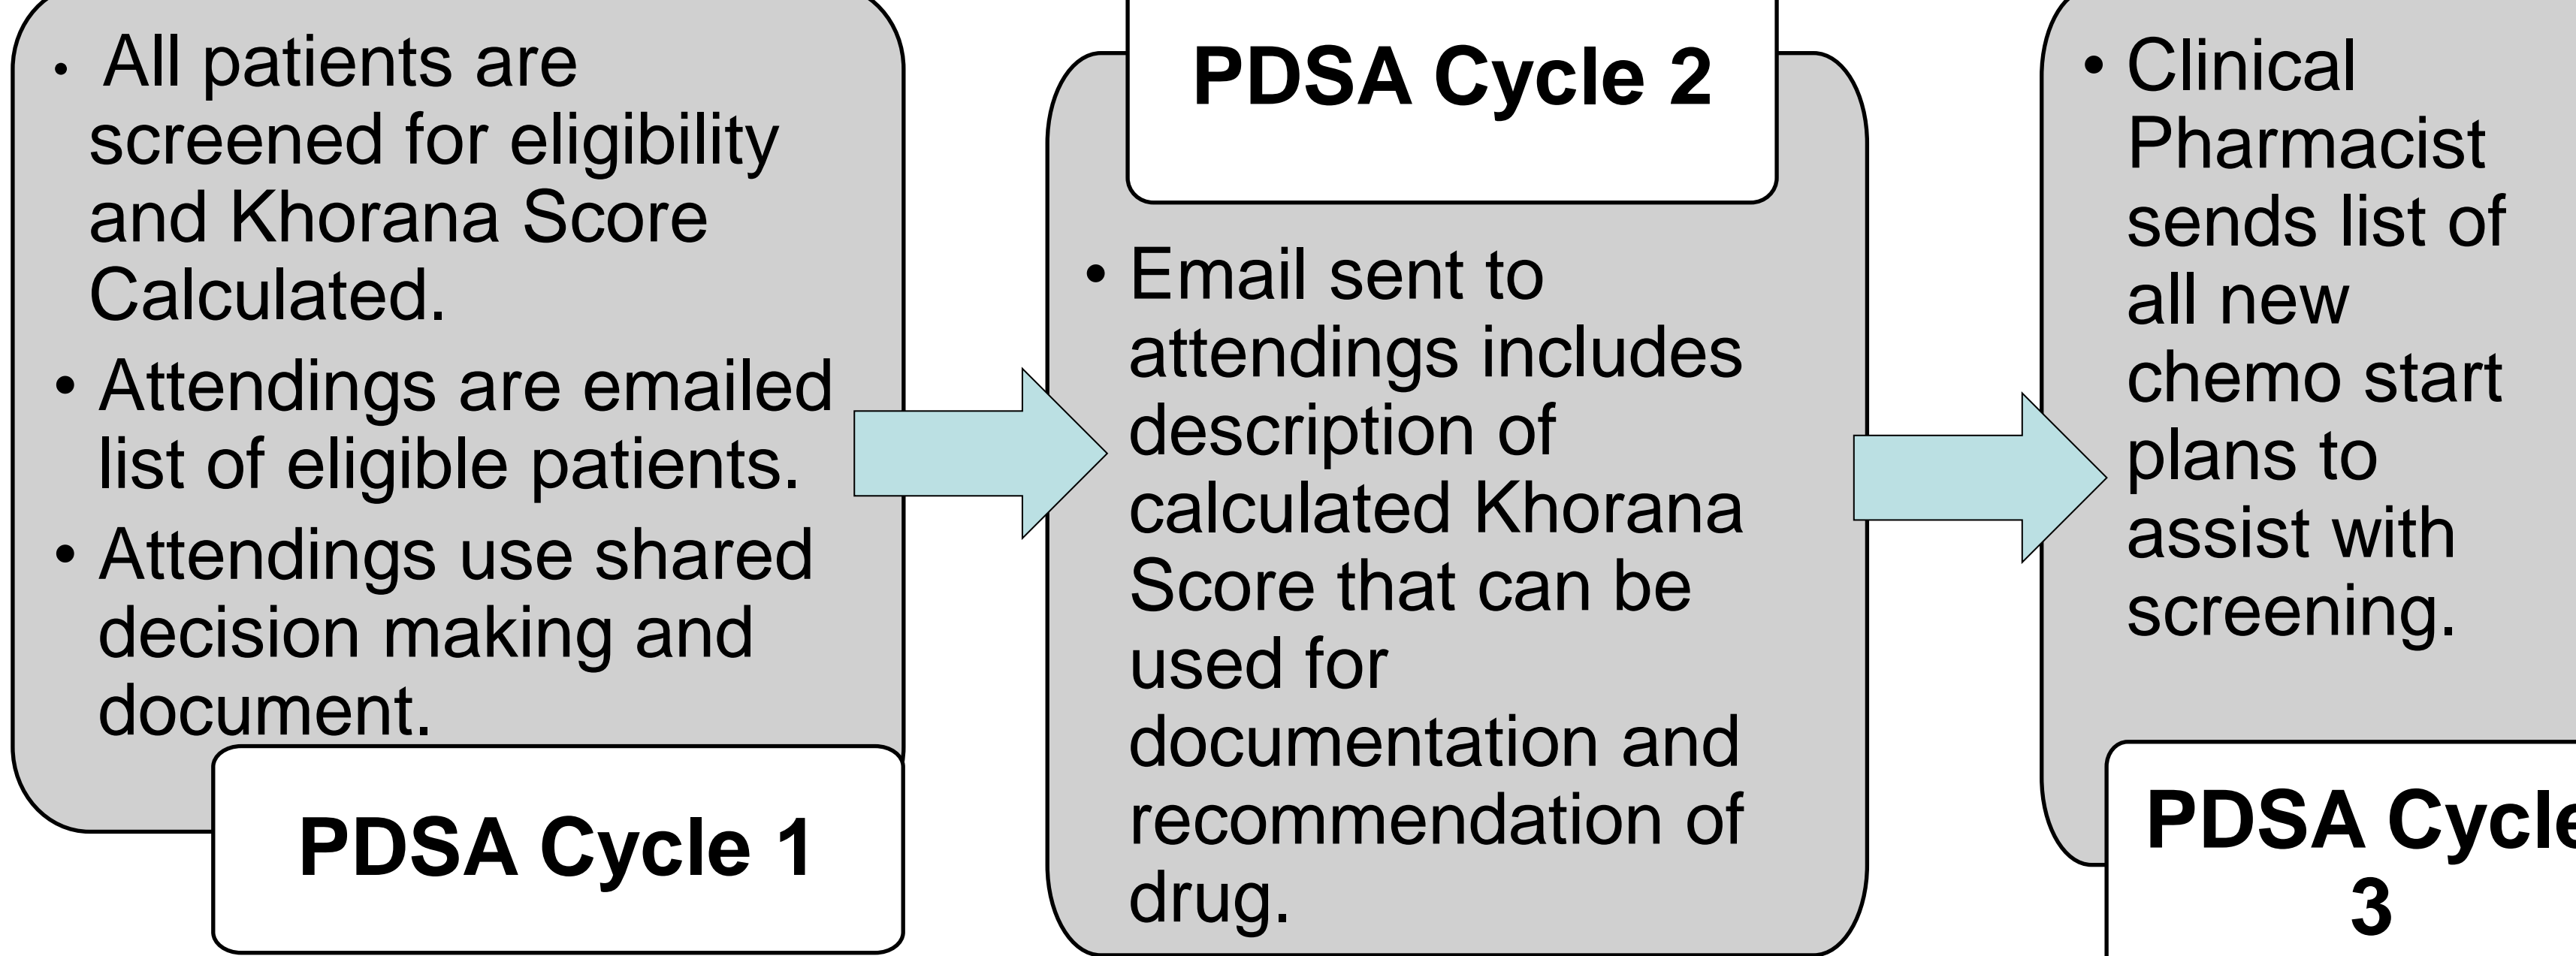 • All patients are
screened for eligibility
and Khorana Score
Calculated.
• Attendings are emailed
list of eligible patients.
• Attendings use shared
decision making and
document.
PDSA Cycle 1
PDSA Cycle 2
• Email sent to
attendings includes
description of
calculated Khorana
Score that can be
used for
documentation and
recommendation of
drug.
• Clinical
Pharmacist
sends list of
all new
chemo start
plans to
assist with
screening.
PDSA Cycle
3